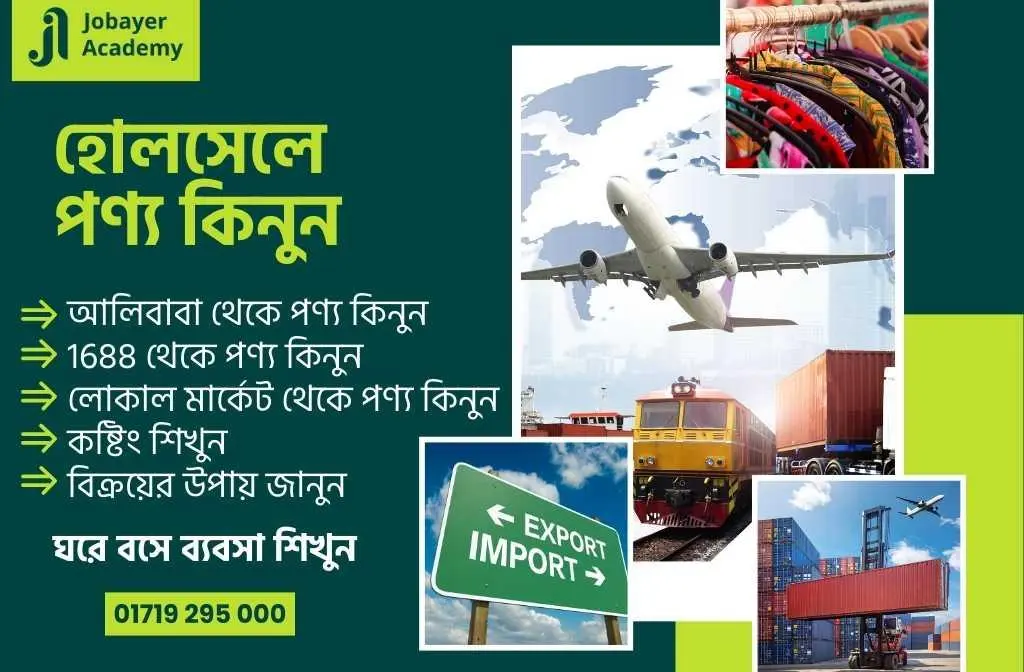 Jobayer
Academy
হোলসেলে
পণ্য কিনুন
আলিবাবা থেকে পণ্য কিনুন
1688 থেকে পণ্য কিনুন
লোকাল মার্কেট থেকে পণ্য কিনুন
কষ্টিং শিখুন
বিক্রয়ের উপায় জানুন
ঘরে বসে ব্যবসা শিখুন
01719 295 000
← EXPORT
IMPORT →